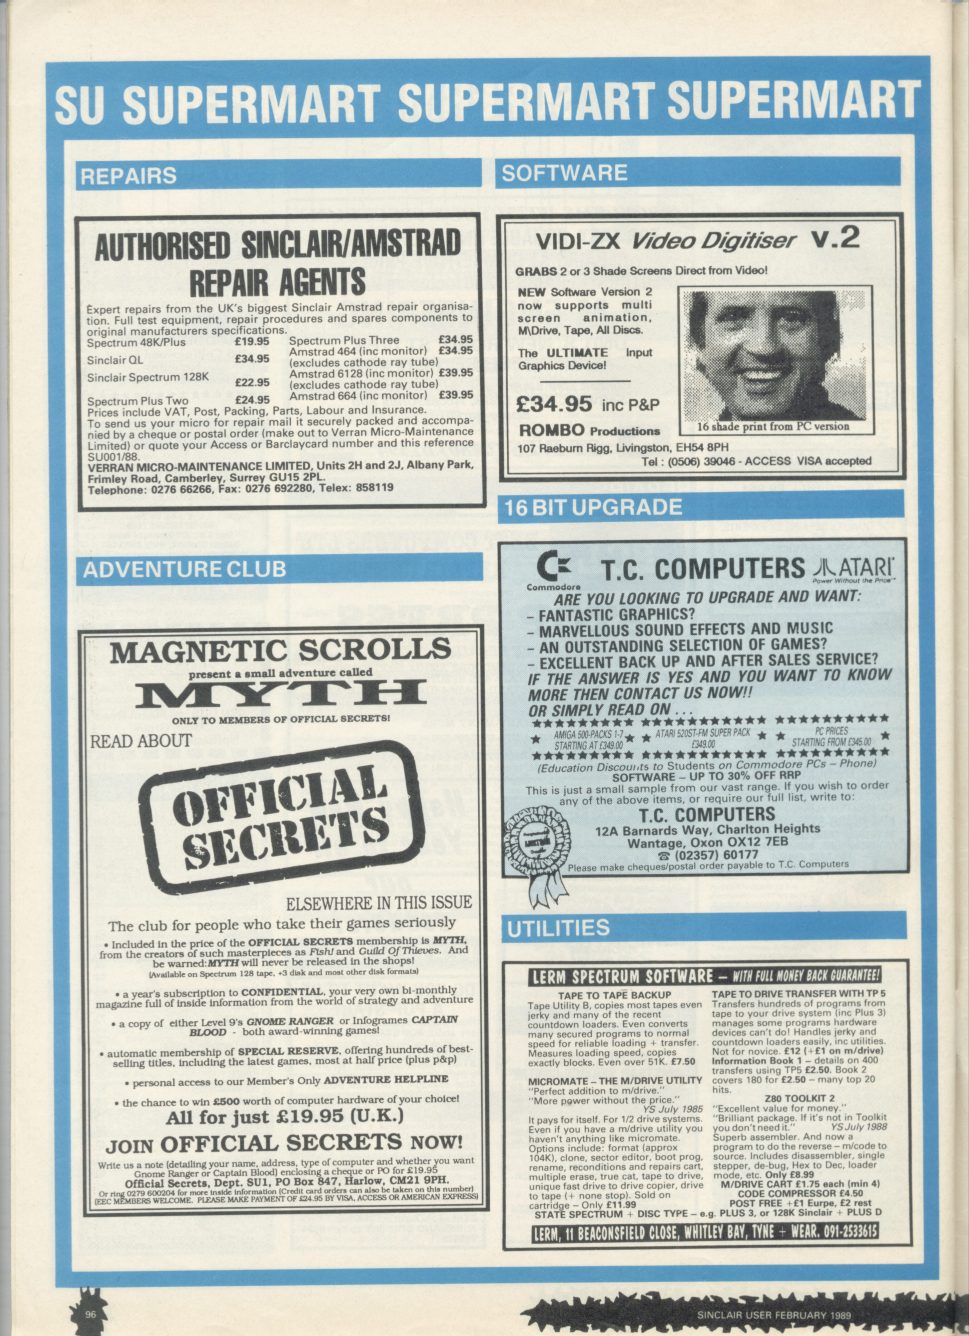 SU SUPERMART SUPERMART SUPERMART
REPAIRS
AUTHORISED SINCLAIR/AMSTRAD
REPAIR AGENTS
Expert repairs from the UK's biggest Sinclair Amstrad repair organisa-
tion. Full test equipment, repair procedures and spares components to
original manufacturers specifications.
Spectrum 48K/Plus £19.95
Sinclair QL £34.95
Sinclair Spectrum 128K
£22.95
Spectrum Plus Two £24.95
Spectrum Plus Three £34.95
Amstrad 464 (inc monitor) £34.95
(excludes cathode ray tube)
Amstrad 6128 (inc monitor) £39.95
(excludes cathode ray tube)
Amstrad 664 (inc monitor) £39.95
Prices include VAT, Post, Packing, Parts, Labour and Insurance.
To send us your micro for repair mail it securely packed and accompa-
nied by a cheque or postal order (make out to Verran Micro-Maintenance
Limited) or quote your Access or Barclaycard number and this reference
SU001/88.
VERRAN MICRO-MAINTENANCE LIMITED, Units 2H and 2J, Albany Park,
Frimley Road, Camberley, Surrey GU15 2PL.
Telephone: 0276 66266, Fax: 0276 692280, Telex: 858119
ADVENTURE CLUB
MAGNETIC SCROLLS
present a small adventure called
MYTH
ONLY TO MEMBERS OF OFFICIAL SECRETS!
READ ABOUT
OFFICIAL
SECRETS
ELSEWHERE IN THIS ISSUE
The club for people who take their games seriously
• Included in the price of the OFFICIAL SECRETS membership is MYTH,
from the creators of such masterpieces as Fish! and Guild Of Thieves. And
be warned: MYTH will never be released in the shops!
(Available on Spectrum 128 tape, +3 disk and most other disk formats)
• a year's subscription to CONFIDENTIAL, your very own bi-monthly
magazine full of inside information from the world of strategy and adventure
• a copy of either Level 9's GNOME RANGER or Infogrames CAPTAIN
BLOOD - both award-winning games!
• automatic membership of SPECIAL RESERVE, offering hundreds of best-
selling titles, including the latest games, most at half price (plus p&p)
• personal access to our Member's Only ADVENTURE HELPLINE
• the chance to win £500 worth of computer hardware of your choice!
All for just £19.95 (U.K.)
JOIN OFFICIAL SECRETS NOW!
Write us a note (detailing your name, address, type of computer and whether you want
Gnome Ranger or Captain Blood) enclosing a cheque or PO for £19.95
Official Secrets, Dept. SU1, PO Box 847, Harlow, CM21 9PH.
Or ring 0279 600204 for more inside information (Credit card orders can also be taken on this number)
(EEC MEMBERS WELCOME. PLEASE MAKE PAYMENT OF £24.95 BY VISA, ACCESS OR AMERICAN EXPRESS)
SOFTWARE
VIDI-ZX Video Digitiser v.2
GRABS 2 or 3 Shade Screens Direct from Video!
NEW Software Version 2
now supports multi
screen animation,
M\Drive, Tape, All Discs.
The ULTIMATE Input
Graphics Device!
£34.95 inc P&P
16 shade print from PC version
ROMBO Productions
107 Raeburn Rigg, Livingston, EH54 8PH
Tel : (0506) 39046 - ACCESS VISA accepted
16 BIT UPGRADE
Commodore
T.C. COMPUTERS
ATARI
Power Without the Price™
ARE YOU LOOKING TO UPGRADE AND WANT:
– FANTASTIC GRAPHICS?
– MARVELLOUS SOUND EFFECTS AND MUSIC
– AN OUTSTANDING SELECTION OF GAMES?
– EXCELLENT BACK UP AND AFTER SALES SERVICE?
IF THE ANSWER IS YES AND YOU WANT TO KNOW
MORE THEN CONTACT US NOW!!
OR SIMPLY READ ON ...
AMIGA 500-PACKS 1-7
STARTING AT £349.00
ATARI 520ST-FM SUPER PACK
£349.00
PC PRICES
STARTING FROM £345.00
(Education Discounts to Students on Commodore PCs – Phone)
SOFTWARE – UP TO 30% OFF RRP
This is just a small sample from our vast range. If you wish to order
any of the above items, or require our full list, write to:
T.C. COMPUTERS
12A Barnards Way, Charlton Heights
Wantage, Oxon OX12 7EB
☎ (02357) 60177
Please make cheques/postal order payable to T.C. Computers
UTILITIES
LERM SPECTRUM SOFTWARE – WITH FULL MONEY BACK GUARANTEE!
TAPE TO TAPE BACKUP
Tape Utility B, copies most tapes even
jerky and many of the recent
countdown loaders. Even converts
many secured programs to normal
speed for reliable loading + transfer.
Measures loading speed, copies
exactly blocks. Even over 51K. £7.50
MICROMATE – THE M/DRIVE UTILITY
"Perfect addition to m/drive."
"More power without the price."
YS July 1985
It pays for itself. For 1/2 drive systems.
Even if you have a m/drive utility you
haven't anything like micromate.
Options include: format (approx
104K), clone, sector editor, boot prog,
rename, reconditions and repairs cart,
multiple erase, true cat, tape to drive,
unique fast drive to drive copier, drive
to tape (+ none stop). Sold on
cartridge – Only £11.99
TAPE TO DRIVE TRANSFER WITH TP 5
Transfers hundreds of programs from
tape to your drive system (inc Plus 3)
manages some programs hardware
devices can't do! Handles jerky and
countdown loaders easily, inc utilities.
Not for novice. £12 (+£1 on m/drive)
Information Book 1 – details on 400
transfers using TP5 £2.50. Book 2
covers 180 for £2.50 – many top 20
hits.
Z80 TOOLKIT 2
"Excellent value for money."
"Brilliant package. If it's not in Toolkit
you don't need it." YS July 1988
Superb assembler. And now a
program to do the reverse – m/code to
source. Includes disassembler, single
stepper, de-bug, Hex to Dec, loader
mode, etc. Only £8.99
M/DRIVE CART £1.75 each (min 4)
CODE COMPRESSOR £4.50
POST FREE +£1 Eurpe, £2 rest
STATE SPECTRUM + DISC TYPE – e.g. PLUS 3, or 128K Sinclair + PLUS D
LERM, 11 BEACONSFIELD CLOSE, WHITLEY BAY, TYNE + WEAR. 091-2533615
96
SINCLAIR USER FEBRUARY 1989